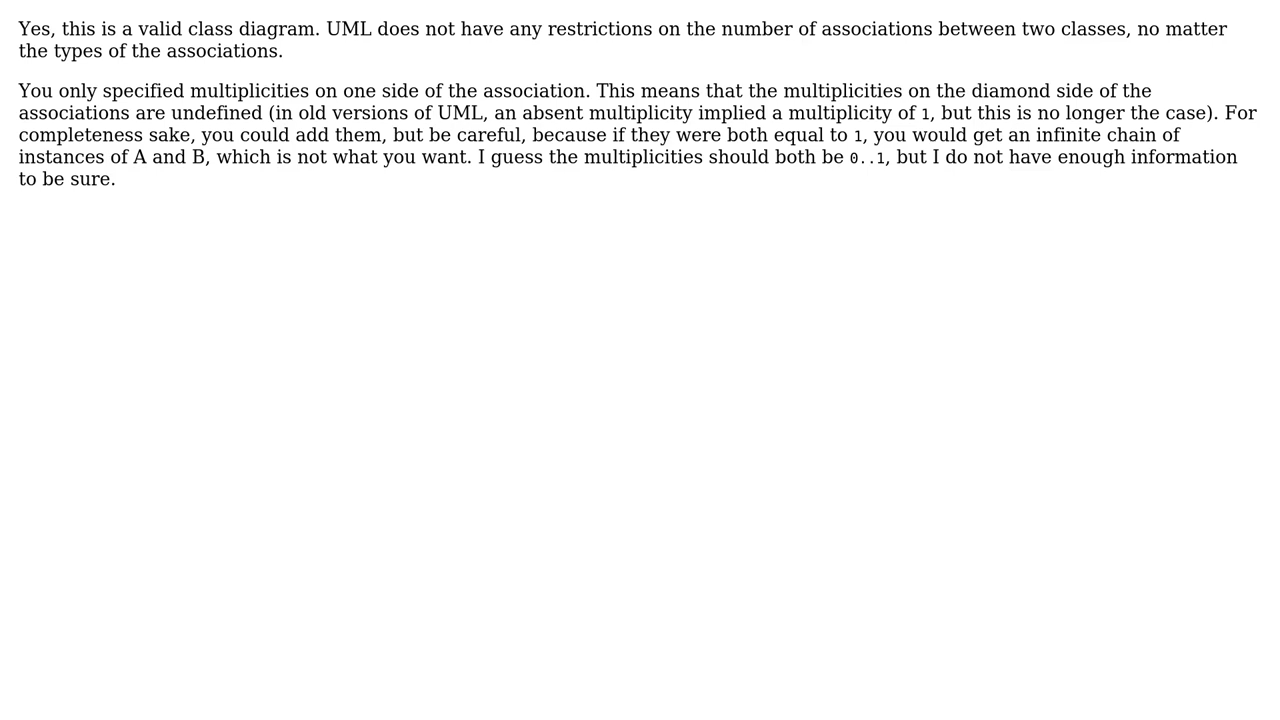 Yes, this is a valid class diagram. UML does not have any restrictions on the number of associations between two classes, no matter
the types of the associations.
You only specified multiplicities on one side of the association. This means that the multiplicities on the diamond side of the
associations are undefined (in old versions of UML, an absent multiplicity implied a multiplicity of 1, but this is no longer the case). For
completeness sake, you could add them, but be careful, because if they were both equal to 1, you would get an infinite chain of
instances of A and B, which is not what you want. I guess the multiplicities should both be 0..1, but I do not have enough information
to be sure.